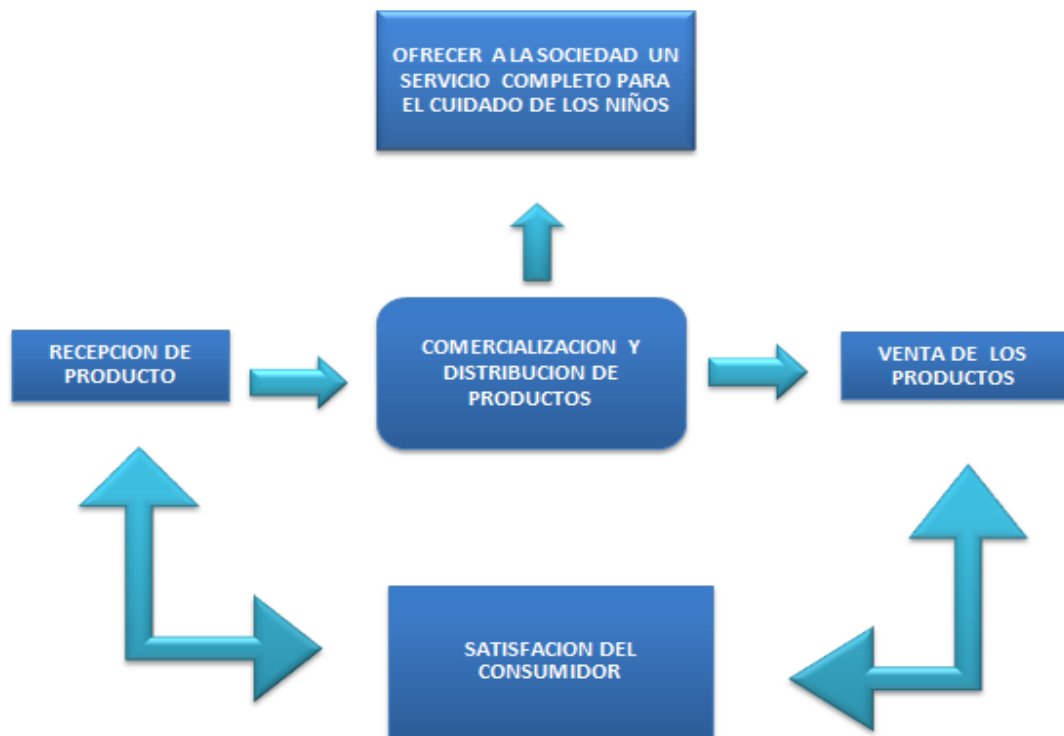 OFRECER A LA SOCIEDAD UN
SERVICIO COMPLETO PARA
EL CUIDADO DE LOS NIÑOS
RECEPCION DE
PRODUCTO
COMERCIALIZACION Y
DISTRIBUCION DE
PRODUCTOS
VENTA DE LOS
PRODUCTOS
SATISFACION DEL
CONSUMIDOR